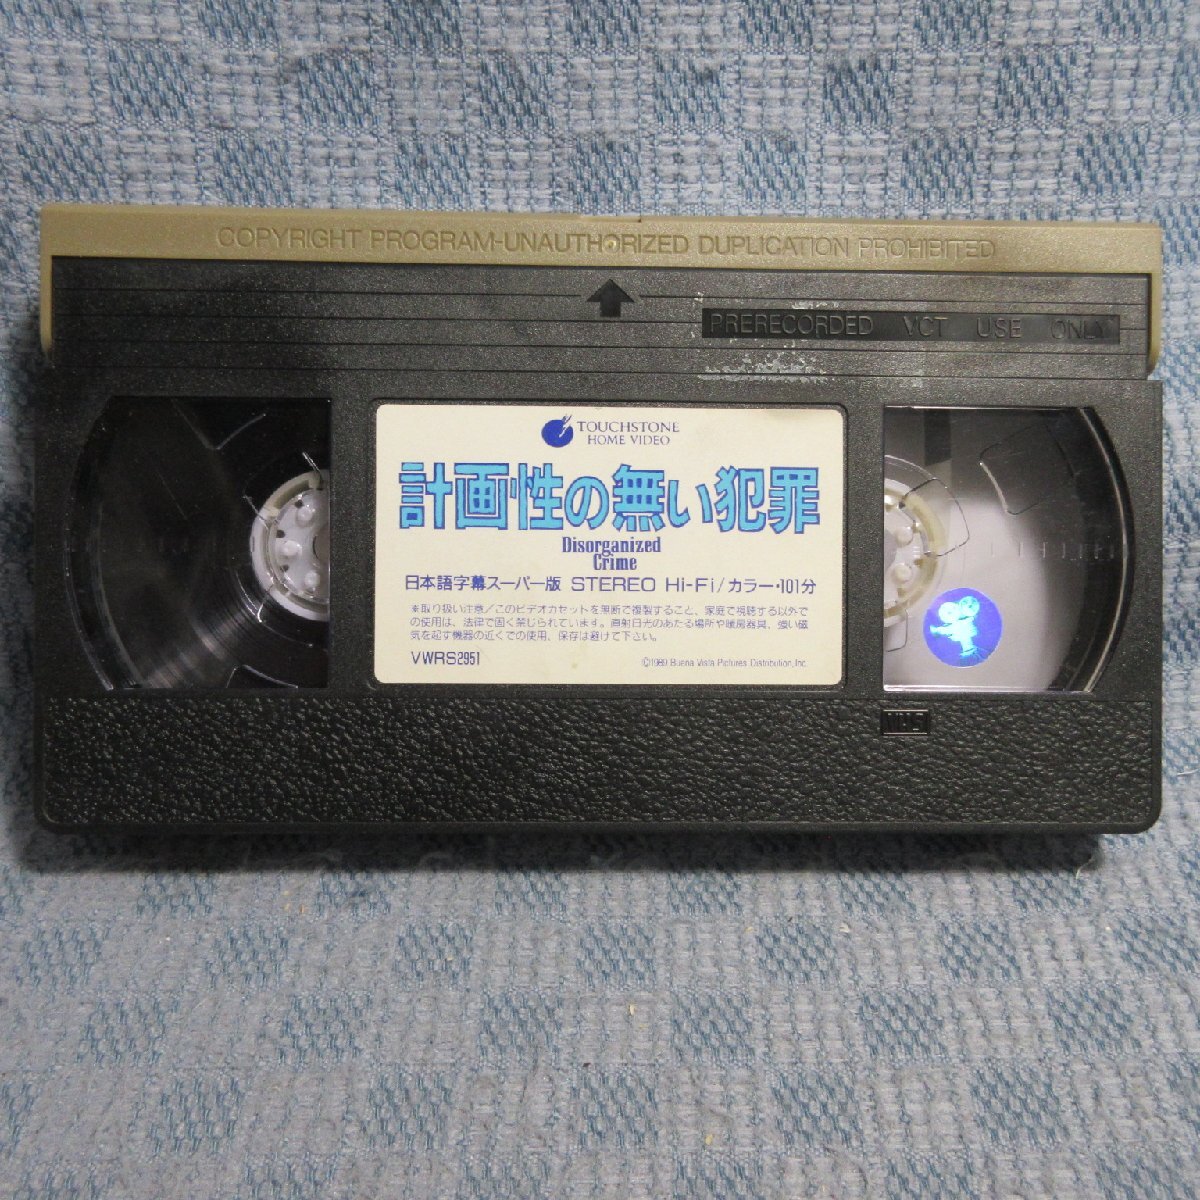 COPYRIGHT PROGRAM-UNAUTHORIZED DUPLICATION PROHIBITED
PRERECORDED VCT USE ONLY
TOUCHSTONE
HOME VIDEO
計画性の無い犯罪
Disorganized
Crime
日本語字幕スーパー版 STEREO Hi-Fi/カラー・101分
※取り扱い注意/このビデオカセットを無断で複製すること、家庭で視聴する以外で
の使用は、法律で固く禁じられています。直射日光のあたる場所や暖房器具、強い磁
気を起す機器の近くでの使用、保存は避けて下さい。
VWRS2951
©1989 Buena Vista Pictures Distribution, Inc.